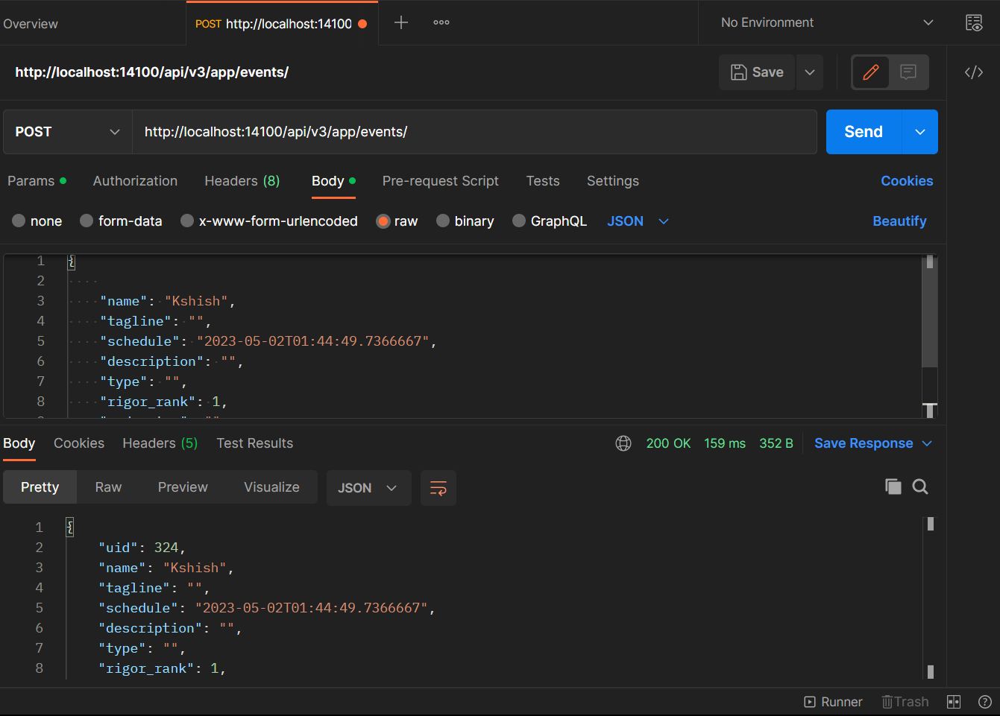 Overview POST http://localhost:14100 No Environment
http://localhost:14100/api/v3/app/events/ Save
POST http://localhost:14100/api/v3/app/events/ Send
Params Authorization Headers (8) Body Pre-request Script Tests Settings Cookies
none form-data x-www-form-urlencoded raw binary GraphQL JSON Beautify
1 {
2
3 "name": "Kshish",
4 "tagline": "",
5 "schedule": "2023-05-02T01:44:49.7366667",
6 "description": "",
7 "type": "",
8 "rigor_rank": 1,
Body Cookies Headers (5) Test Results 200 OK 159 ms 352 B Save Response
Pretty Raw Preview Visualize JSON
1 {
2 "uid": 324,
3 "name": "Kshish",
4 "tagline": "",
5 "schedule": "2023-05-02T01:44:49.7366667",
6 "description": "",
7 "type": "",
8 "rigor_rank": 1,
Runner Trash